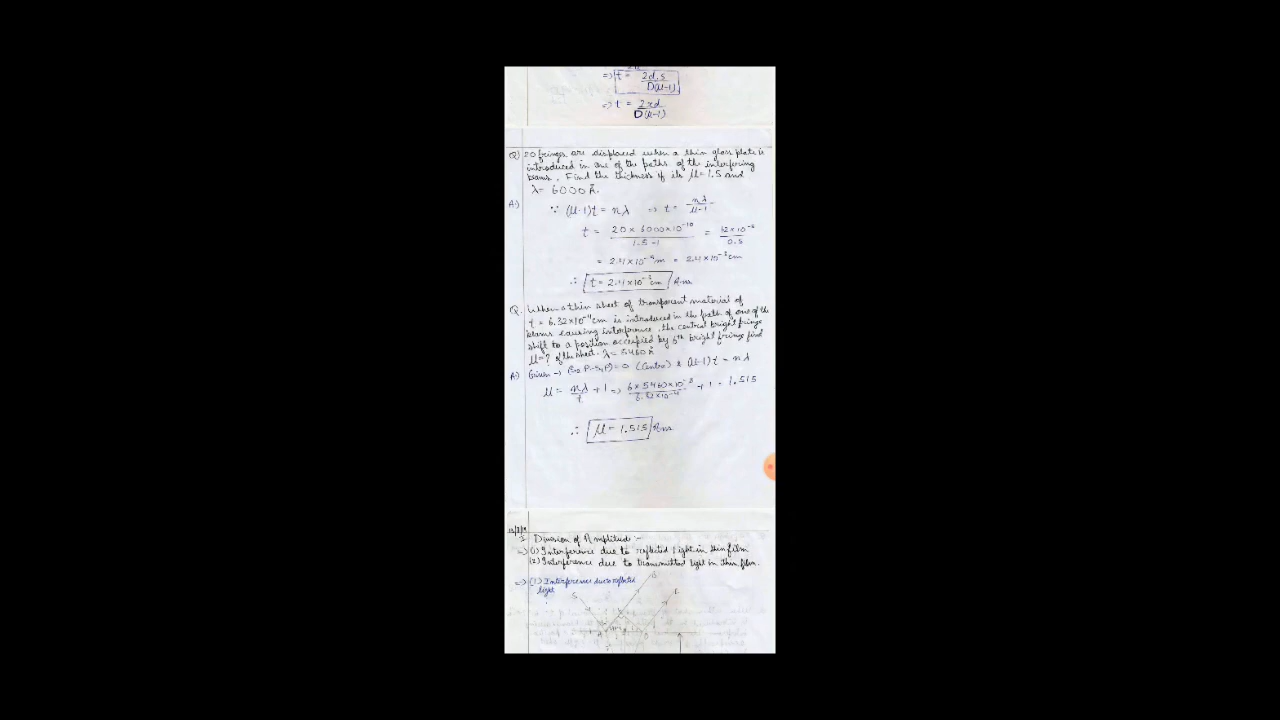 => t = 2d.s / D(μ-1)
=> t = 2xd / D(μ-1)
Q) 20 frings are displaced when a thin glass plate is
introduced in one of the paths of the interfering
beams. Find the thickness if its μ = 1.5 and
λ = 6000 Å.
A.) ∵ (μ-1)t = nλ => t = nλ / μ-1
t = 20 × 6000 × 10⁻¹⁰ / 1.5-1 = 12 × 10⁻⁶ / 0.5
= 2.4 × 10⁻⁵ m = 2.4 × 10⁻³ cm
∴ t = 2.4 × 10⁻³ cm Ans
Q. When a thin sheet of transparent material of
t = 6.32 × 10⁻⁴ cm is introduced in the path of one of the
beams causing interference, the central bright frings
shift to a position occupied by 6th bright frings find
μ = ? of the sheet. λ = 5460 Å
A.) Given → = 0 (Centre) & (μ-1)t = nλ
μ = nλ / t + 1 => 6 × 5460 × 10⁻⁸ / 6.32 × 10⁻⁴ + 1 = 1.515
∴ μ = 1.515 Ans
Division of Amplitude :-
(1) Interference due to reflected light in thin film
(2) Interference due to transmitted light in thin film.
=> (1) Interference due to reflected
light
S